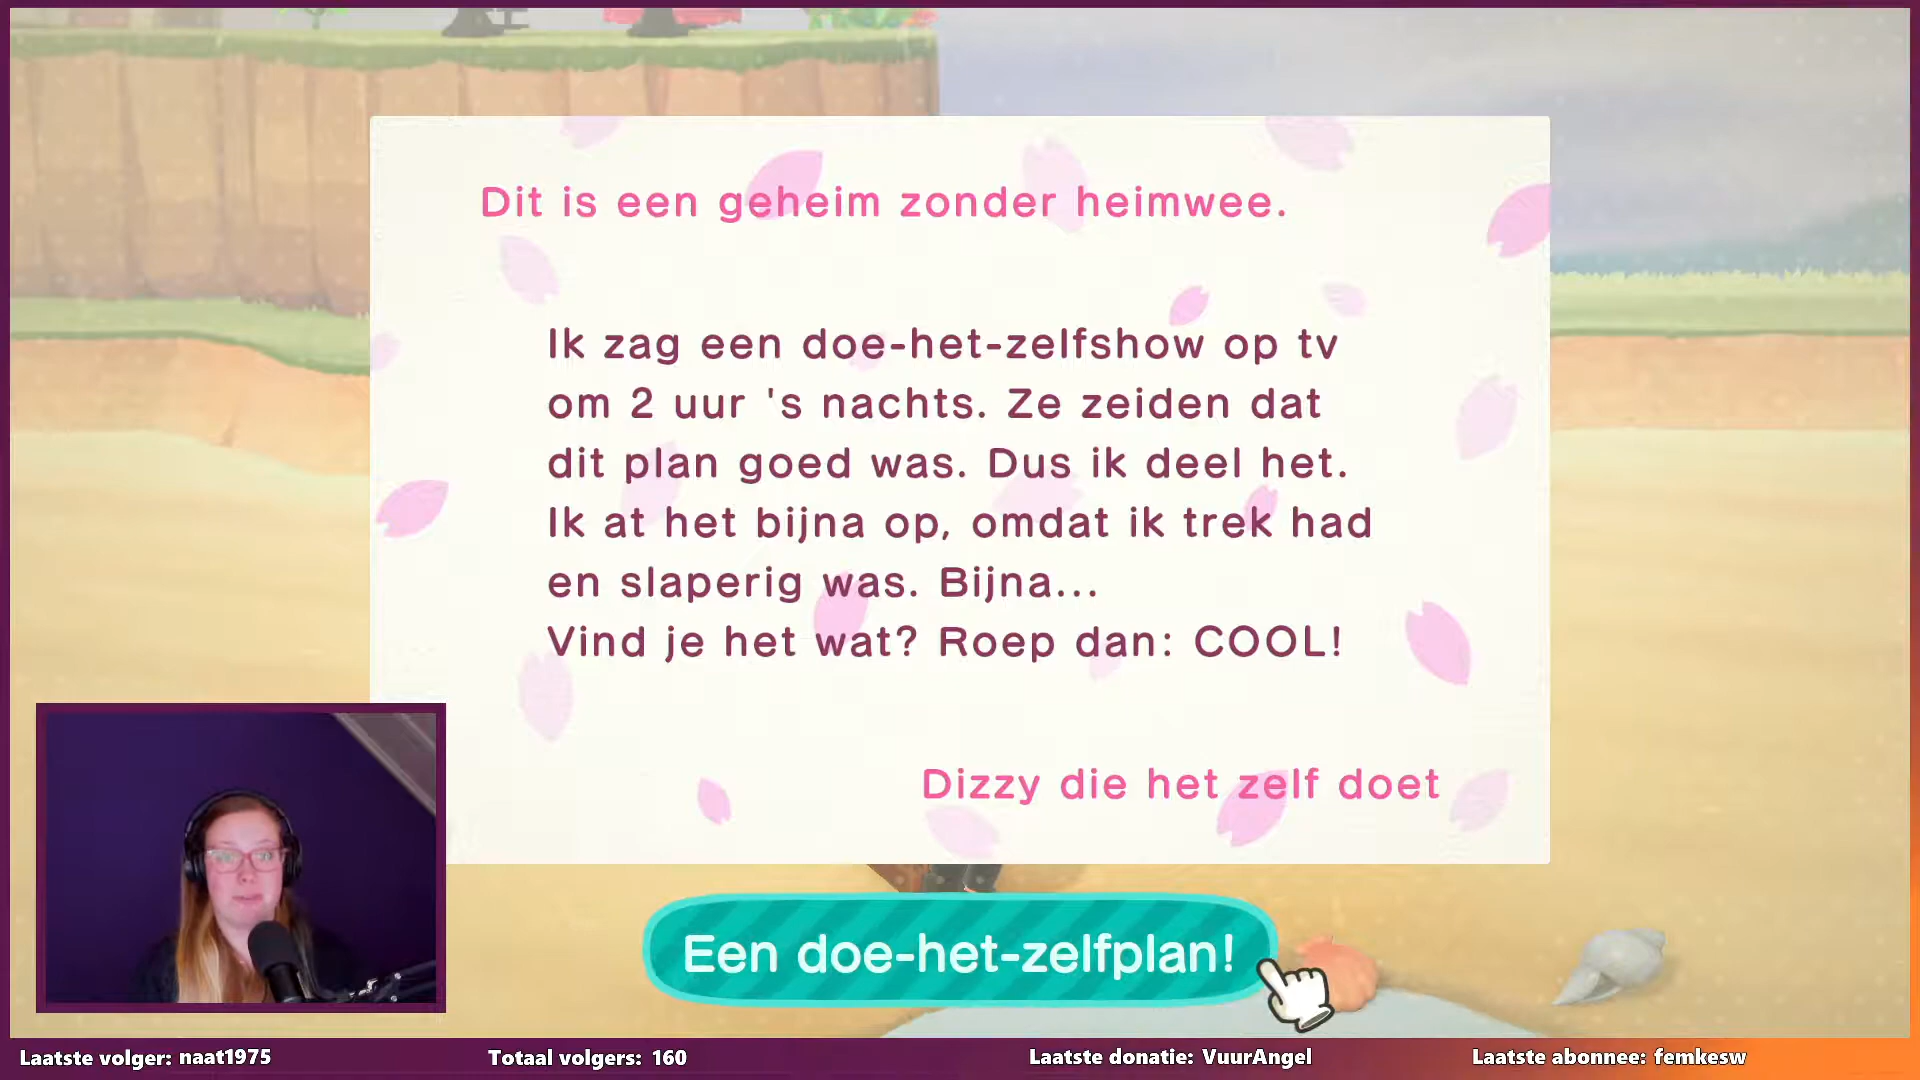 Dit is een geheim zonder heimwee.
Ik zag een doe-het-zelfshow op tv
om 2 uur 's nachts. Ze zeiden dat
dit plan goed was. Dus ik deel het.
Ik at het bijna op, omdat ik trek had
en slaperig was. Bijna...
Vind je het wat? Roep dan: COOL!
Dizzy die het zelf doet
Een doe-het-zelfplan!
Laatste volger: naat1975
Totaal volgers: 160
Laatste donatie: VuurAngel
Laatste abonnee: femkesw